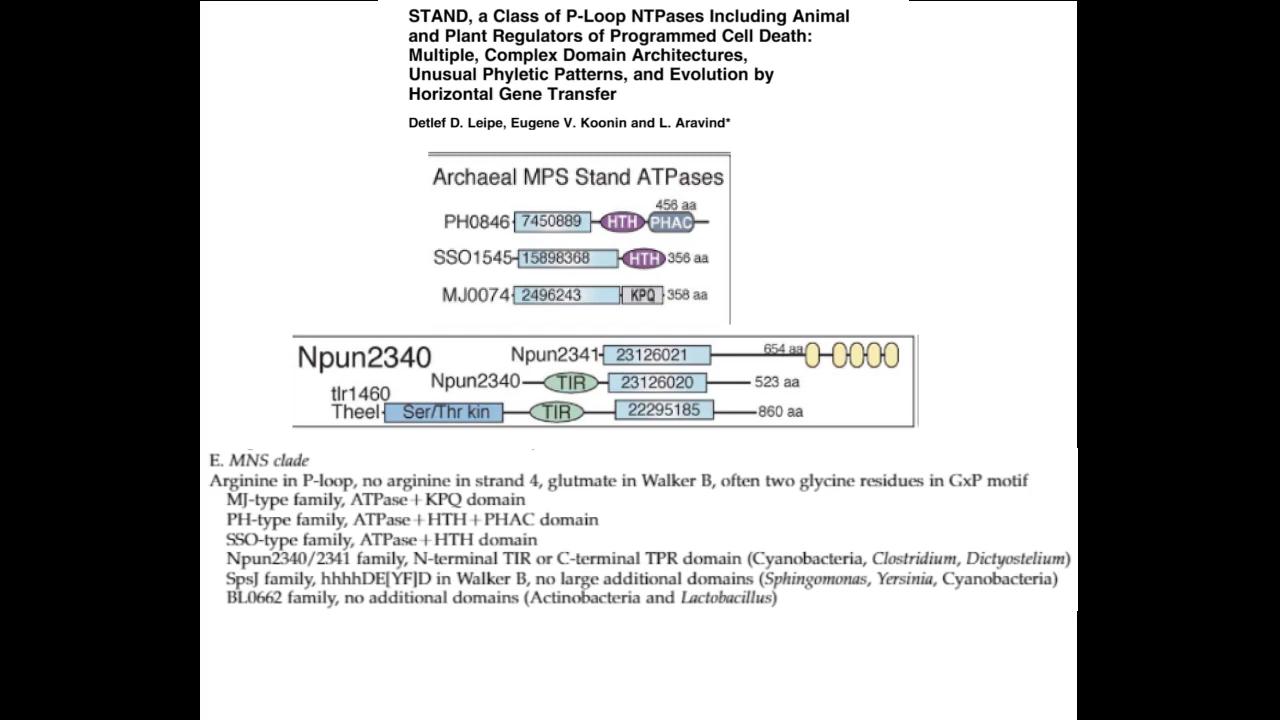 STAND, a Class of P-Loop NTPases Including Animal
and Plant Regulators of Programmed Cell Death:
Multiple, Complex Domain Architectures,
Unusual Phyletic Patterns, and Evolution by
Horizontal Gene Transfer
Detlef D. Leipe, Eugene V. Koonin and L. Aravind*
Archaeal MPS Stand ATPases
456 aa
PH0846 7450889 HTH PHAC
SSO1545 15898368 HTH 356 aa
MJ0074 2496243 KPQ 358 aa
Npun2340 Npun2341 23126021 654 aa
Npun2340 TIR 23126020 523 aa
tlr1460
Theel Ser/Thr kin TIR 22295185 860 aa
E. MNS clade
Arginine in P-loop, no arginine in strand 4, glutmate in Walker B, often two glycine residues in GxP motif
MJ-type family, ATPase+KPQ domain
PH-type family, ATPase+HTH+PHAC domain
SSO-type family, ATPase+HTH domain
Npun2340/2341 family, N-terminal TIR or C-terminal TPR domain (Cyanobacteria, Clostridium, Dictyostelium)
SpsJ family, hhhhDE[YF]D in Walker B, no large additional domains (Sphingomonas, Yersinia, Cyanobacteria)
BL0662 family, no additional domains (Actinobacteria and Lactobacillus)